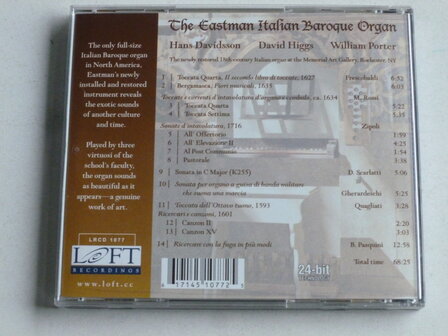 The Eastman Italian Baroque Organ
Hans Davidsson David Higgs William Porter
The newly restored 18th century Italian organ at the Memorial Art Gallery, Rochester, NY
The only full-size
Italian Baroque organ
in North America,
Eastman's newly
installed and restored
instrument reveals
the exotic sounds
of another culture
and time.
Played by three
virtuosi of the
school's faculty,
the organ sounds
as beautiful as it
appears—a genuine
work of art.
LRCD 1077
LOFT
RECORDINGS
www.loft.cc
1 Toccata Quarta, Il secondo libro di toccate, 1627 Frescobaldi 6:52
2 Bergamasca, Fiori musicali, 1635 6:03
Toccate e correnti d'intavolatura d'organo e cembalo, ca. 1634 M. Rossi
4 Toccata Quarta 4:22
Toccata Settima 5:35
Sonate d'intavolatura, 1716 Zipoli
5 All' Offertorio 1:59
6 All' Elevazione II
7 Al Post Communio 1:54
8 Pastorale 3:38
9 Sonata in C Major (K255) D. Scarlatti 5:06
10 Sonata per organo a guisa di banda militare
che suona una marcia Gherardeschi 5:25
11 Toccata dell'Ottavo tuono, 1593 Quagliati 3:28
Ricercari e canzoni, 1601
12 Canzon II 2:20
13 Canzon XV 3:03
14 Ricercare con la fuga in più modi B. Pasquini 12:58
Total time 68:25
6 17145 10772
24-bit